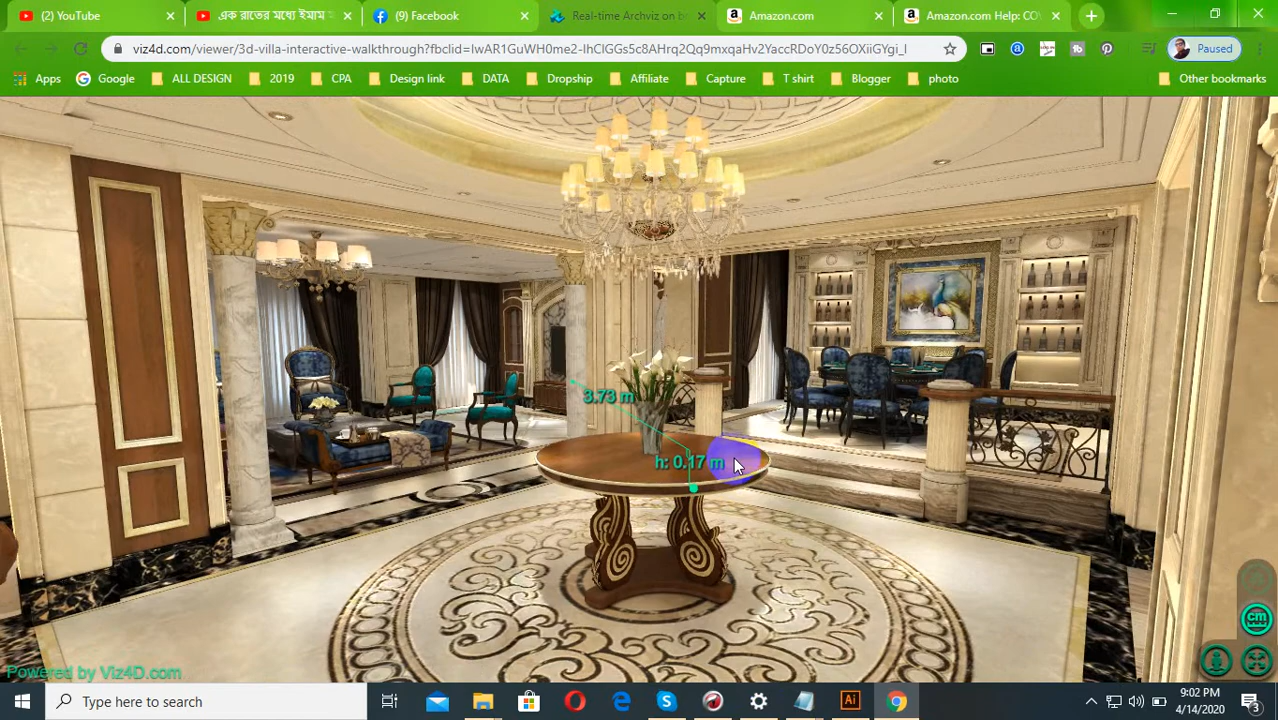 (2) YouTube
এক রাতের মধ্যে ইমাম ম
(9) Facebook
Real-time Archviz on b
Amazon.com
Amazon.com Help: CO
viz4d.com/viewer/3d-villa-interactive-walkthrough?fbclid=IwAR1GuWH0me2-lhClGGs5c8AHrq2Qq9mxqaHv2YaccRDoY0z56OXiiGYgi_l
Paused
Apps
Google
ALL DESIGN
2019
CPA
Design link
DATA
Dropship
Affiliate
Capture
T shirt
Blogger
photo
Other bookmarks
3.73 m
h: 0.17 m
cm
Powered by Viz4D.com
Type here to search
Ai
9:02 PM
4/14/2020
3